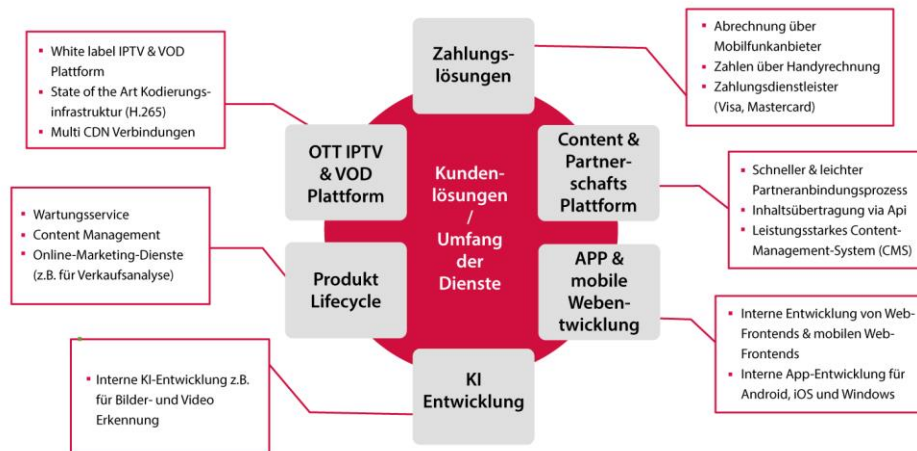 Zahlungs-
lösungen
▪ Abrechnung über
Mobilfunkanbieter
▪ Zahlen über Handyrechnung
▪ Zahlungsdienstleister
(Visa, Mastercard)
▪ White label IPTV & VOD
Plattform
▪ State of the Art Kodierungs-
infrastruktur (H.265)
▪ Multi CDN Verbindungen
OTT IPTV
& VOD
Plattform
Kunden-
lösungen
/
Umfang
der
Dienste
Content &
Partner-
schafts
Plattform
▪ Schneller & leichter
Partneranbindungsprozess
▪ Inhaltsübertragung via Api
▪ Leistungsstarkes Content-
Management-System (CMS)
▪ Wartungsservice
▪ Content Management
▪ Online-Marketing-Dienste
(z.B. für Verkaufsanalyse)
Produkt
Lifecycle
APP &
mobile
Webent-
wicklung
▪ Interne Entwicklung von Web-
Frontends & mobilen Web-
Frontends
▪ Interne App-Entwicklung für
Android, iOS und Windows
▪ Interne KI-Entwicklung z.B.
für Bilder- und Video
Erkennung
KI
Entwicklung